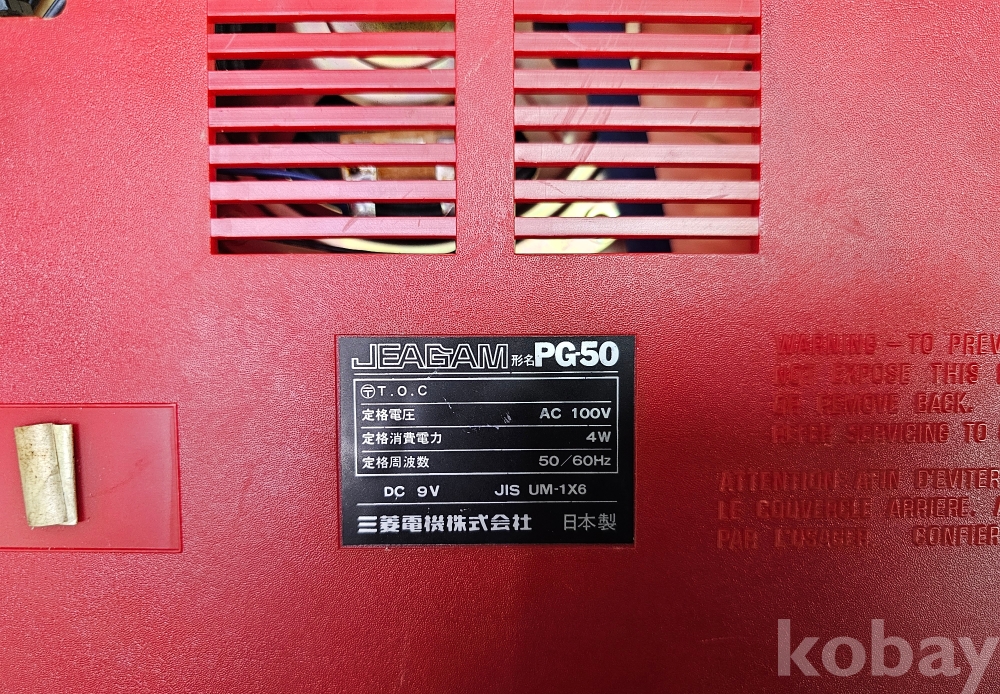 JEAGAM 形名 PG-50
〶 T.O.C
定格電圧 AC 100V
定格消費電力 4W
定格周波数 50/60Hz
DC 9V JIS UM-1X6
三菱電機株式会社 日本製
WARNING – TO PREV
EXPOSE THIS
REMOVE BACK.
REFER SERVICING TO
ATTENTION D'EVITER
LE COUVERCLE ARRIERE.
PAR L'USAGER. CONFIER
kobay